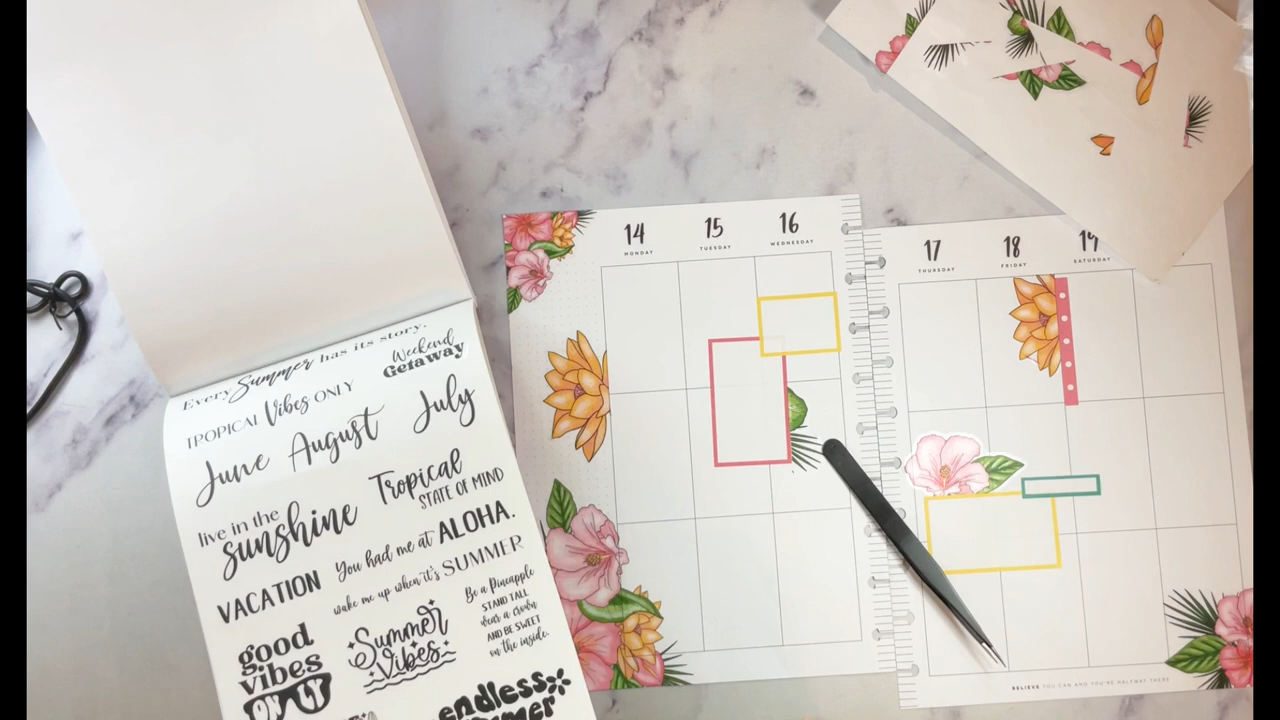 Every Summer has its story.
Weekend
Getaway
TROPICAL Vibes ONLY
June August July
live in the
sunshine
Tropical
STATE OF MIND
You had me at ALOHA.
VACATION
wake me up when it's SUMMER
good
vibes
ON IT
Summer
Vibes
Be a Pineapple
STAND TALL
wear a crown
AND BE SWEET
on the inside.
endless
14
MONDAY
15
TUESDAY
16
WEDNESDAY
17
THURSDAY
18
FRIDAY
19
SATURDAY
BELIEVE YOU CAN AND YOU'RE HALFWAY THERE